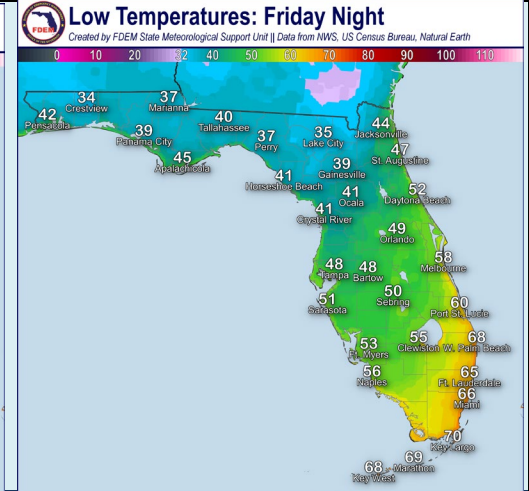 FDEM
Low Temperatures: Friday Night
Created by FDEM State Meteorological Support Unit || Data from NWS, US Census Bureau, Natural Earth
0 10 20 32 40 50 60 70 80 90 100 110
34
Crestview
37
Marianna
42
Pensacola
40
Tallahassee
39
Panama City
37
Perry
35
Lake City
44
Jacksonville
47
St. Augustine
45
Apalachicola
39
Gainesville
41
Horseshoe Beach
41
Ocala
52
Daytona Beach
41
Crystal River
49
Orlando
58
Melbourne
48
Tampa
48
Bartow
51
Sarasota
50
Sebring
60
Port St. Lucie
55
Clewiston
68
W. Palm Beach
53
Ft. Myers
56
Naples
65
Ft. Lauderdale
66
Miami
70
Key Largo
69
Marathon
68
Key West